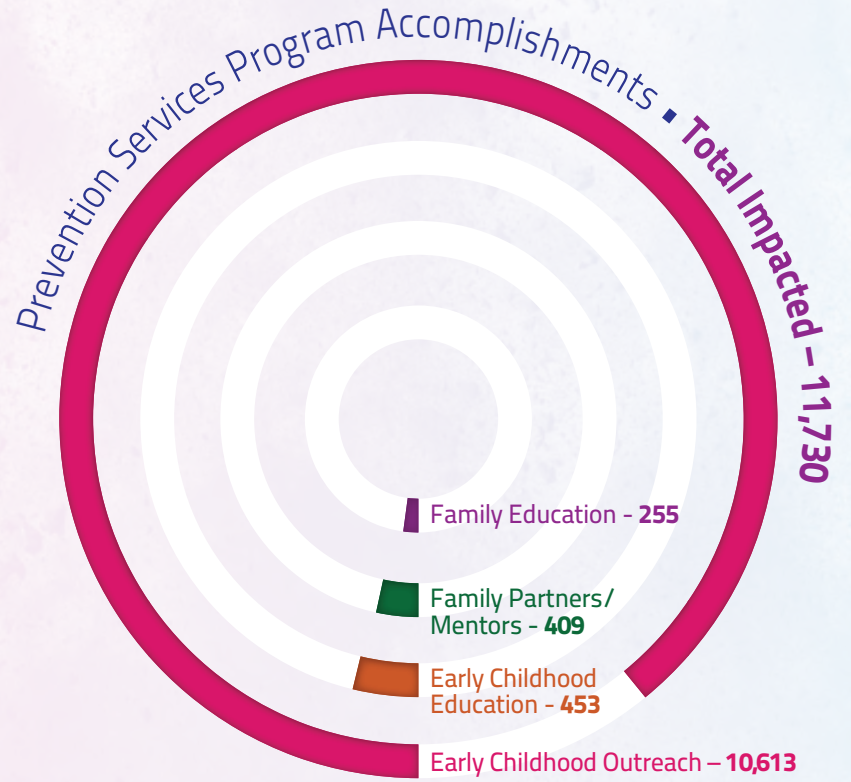 Prevention Services Program Accomplishments ▪ Total Impacted – 11,730
Family Education - 255
Family Partners/
Mentors - 409
Early Childhood
Education - 453
Early Childhood Outreach – 10,613